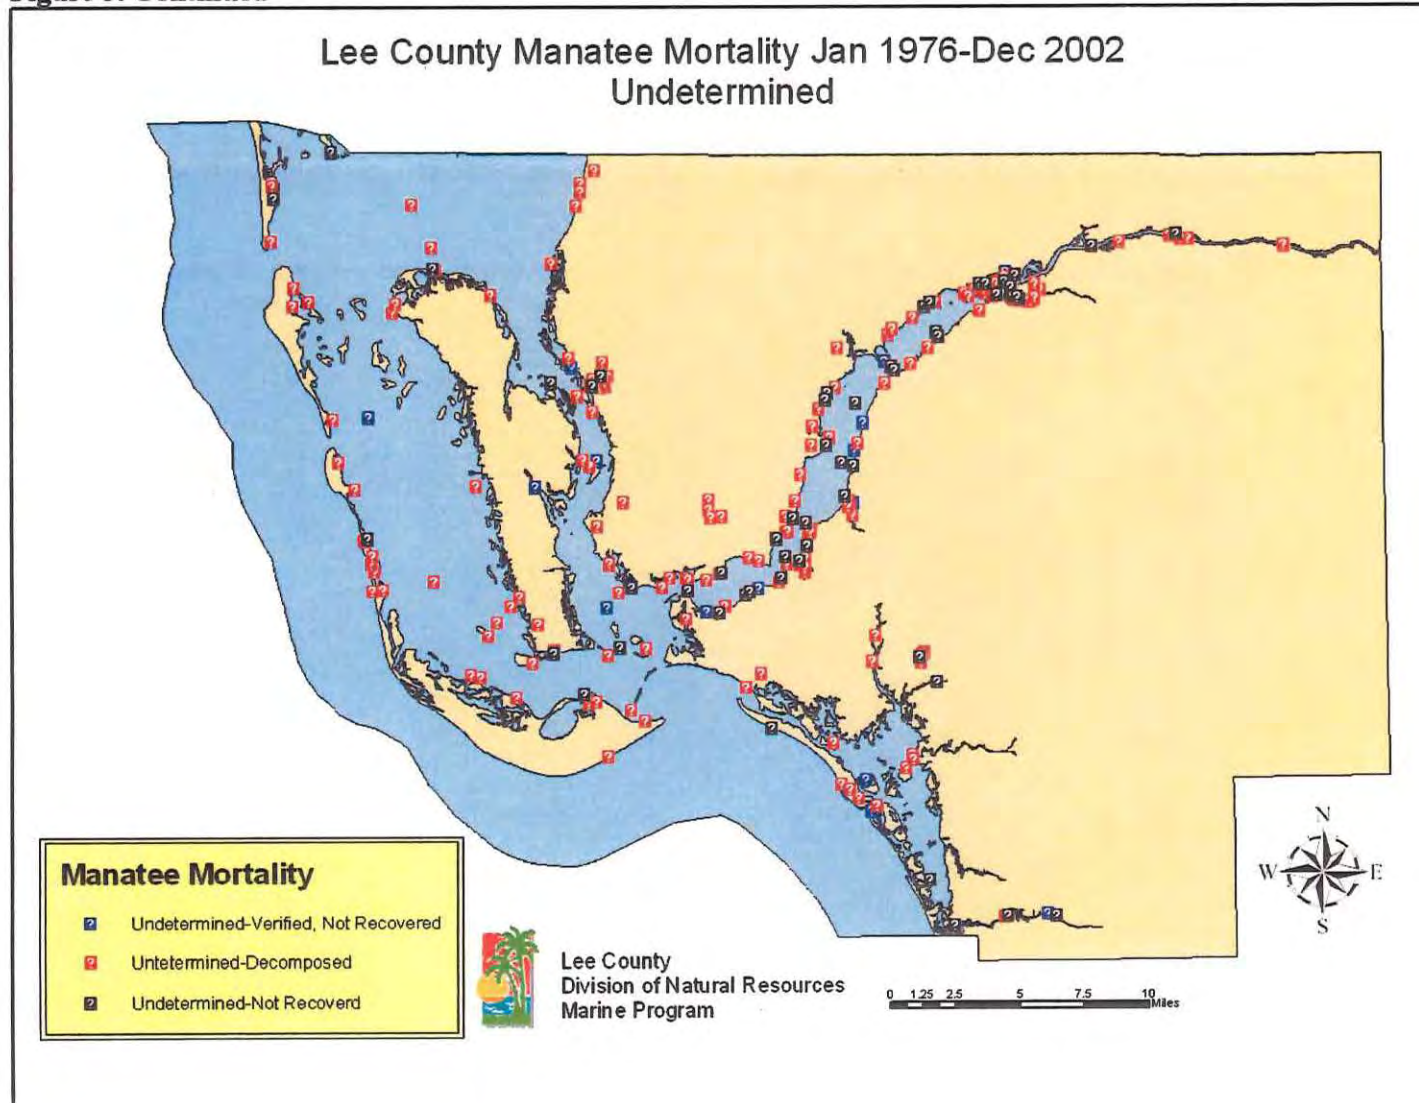 Lee County Manatee Mortality Jan 1976-Dec 2002
Undetermined
Manatee Mortality
? Undetermined-Verified, Not Recovered
? Untetermined-Decomposed
? Undetermined-Not Recoverd
Lee County
Division of Natural Resources
Marine Program
0 1.25 2.5 5 7.5 10
Miles
N
W E
S